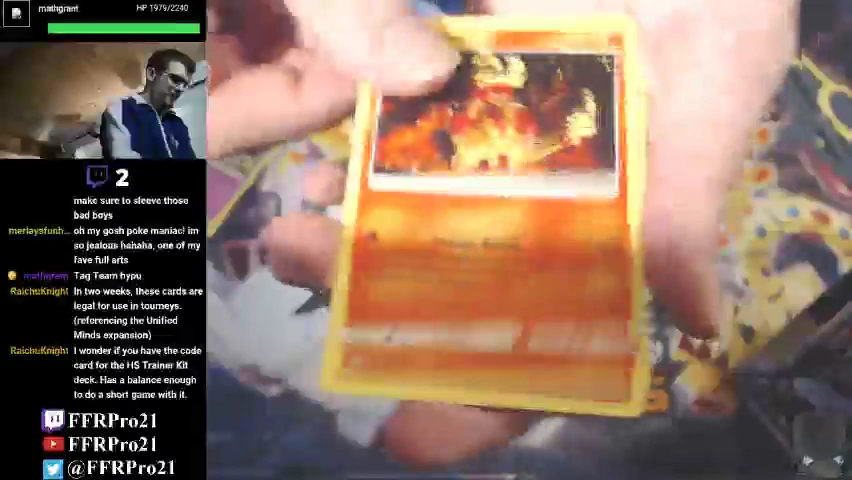 mathgrant HP 1979/2240
2
make sure to sleeve those
bad boys
merlaysfunh... oh my gosh poke maniac! im
so jealous hahaha, one of my
fave full arts
mathgrant Tag Team hypu
RaichuKnight In two weeks, these cards are
legal for use in tourneys.
(referencing the Unified
Minds expansion)
RaichuKnight I wonder if you have the code
card for the HS Trainer Kit
deck. Has a balance enough
to do a short game with it.
FFRPro21
FFRPro21
@FFRPro21